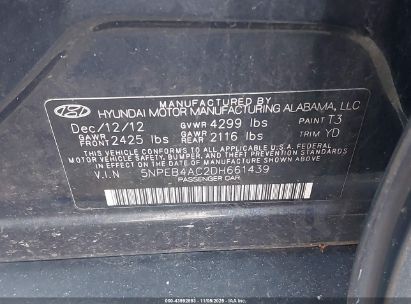 MANUFACTURED BY
HYUNDAI MOTOR MANUFACTURING ALABAMA, LLC
Dec/12/12 GVWR 4299 lbs PAINT T3
GAWR FRONT 2425 lbs GAWR REAR 2116 lbs TRIM YD
THIS VEHICLE CONFORMS TO ALL APPLICABLE U.S. FEDERAL
MOTOR VEHICLE SAFETY, BUMPER, AND THEFT PREVENTION
STANDARDS IN EFFECT ON THE DATE OF MANUFACTURE SHOWN ABOVE.
V.I.N 5NPEB4AC2DH661439
PASSENGER CAR